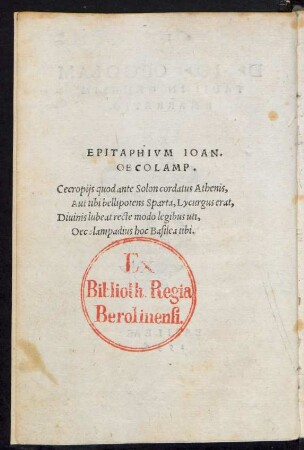 EPITAPHIVM IOAN.
OECOLAMP.
Cecropijs quod ante Solon cordatus Athenis,
Aut tibi bellipotens Sparta, Lycurgus erat,
Diuinis lubeat recte modo legibus uti,
Oecolampadius hoc Basilea tibi.
Ex
Biblioth. Regia
Berolinensi.